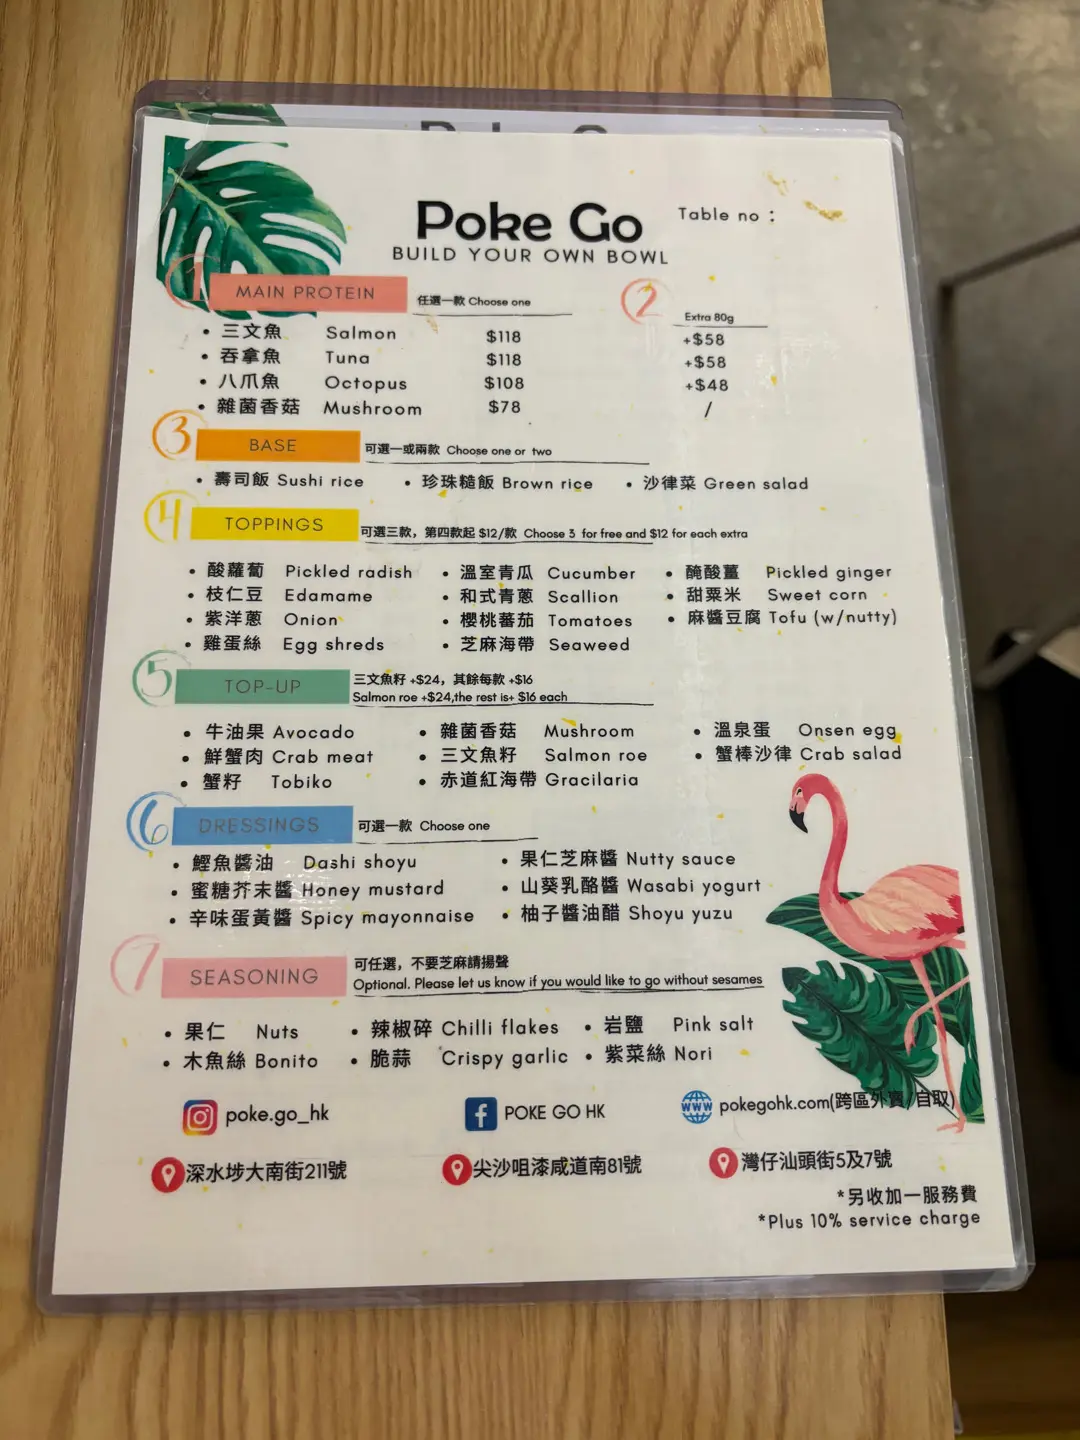 Poke Go
Table no :
BUILD YOUR OWN BOWL
1 MAIN PROTEIN 任選一款 Choose one
2 Extra 80g
• 三文魚 Salmon $118 +$58
• 吞拿魚 Tuna $118 +$58
• 八爪魚 Octopus $108 +$48
• 雜菌香菇 Mushroom $78 /
3 BASE 可選一或兩款 Choose one or two
• 壽司飯 Sushi rice • 珍珠糙飯 Brown rice • 沙律菜 Green salad
4 TOPPINGS 可選三款，第四款起 $12/款 Choose 3 for free and $12 for each extra
• 酸蘿蔔 Pickled radish • 溫室青瓜 Cucumber • 醃酸薑 Pickled ginger
• 枝仁豆 Edamame • 和式青蔥 Scallion • 甜粟米 Sweet corn
• 紫洋蔥 Onion • 櫻桃蕃茄 Tomatoes • 麻醬豆腐 Tofu (w/nutty)
• 雞蛋絲 Egg shreds • 芝麻海帶 Seaweed
5 TOP-UP 三文魚籽 +$24，其餘每款 +$16
Salmon roe +$24,the rest is+ $16 each
• 牛油果 Avocado • 雜菌香菇 Mushroom • 溫泉蛋 Onsen egg
• 鮮蟹肉 Crab meat • 三文魚籽 Salmon roe • 蟹棒沙律 Crab salad
• 蟹籽 Tobiko • 赤道紅海帶 Gracilaria
6 DRESSINGS 可選一款 Choose one
• 鰹魚醬油 Dashi shoyu • 果仁芝麻醬 Nutty sauce
• 蜜糖芥末醬 Honey mustard • 山葵乳酪醬 Wasabi yogurt
• 辛味蛋黃醬 Spicy mayonnaise • 柚子醬油醋 Shoyu yuzu
7 SEASONING 可任選，不要芝麻請揚聲
Optional. Please let us know if you would like to go without sesames
• 果仁 Nuts • 辣椒碎 Chilli flakes • 岩鹽 Pink salt
• 木魚絲 Bonito • 脆蒜 Crispy garlic • 紫菜絲 Nori
poke.go_hk POKE GO HK www pokegohk.com(跨區外賣/自取)
深水埗大南街211號 尖沙咀漆咸道南81號 灣仔汕頭街5及7號
*另收加一服務費
*Plus 10% service charge